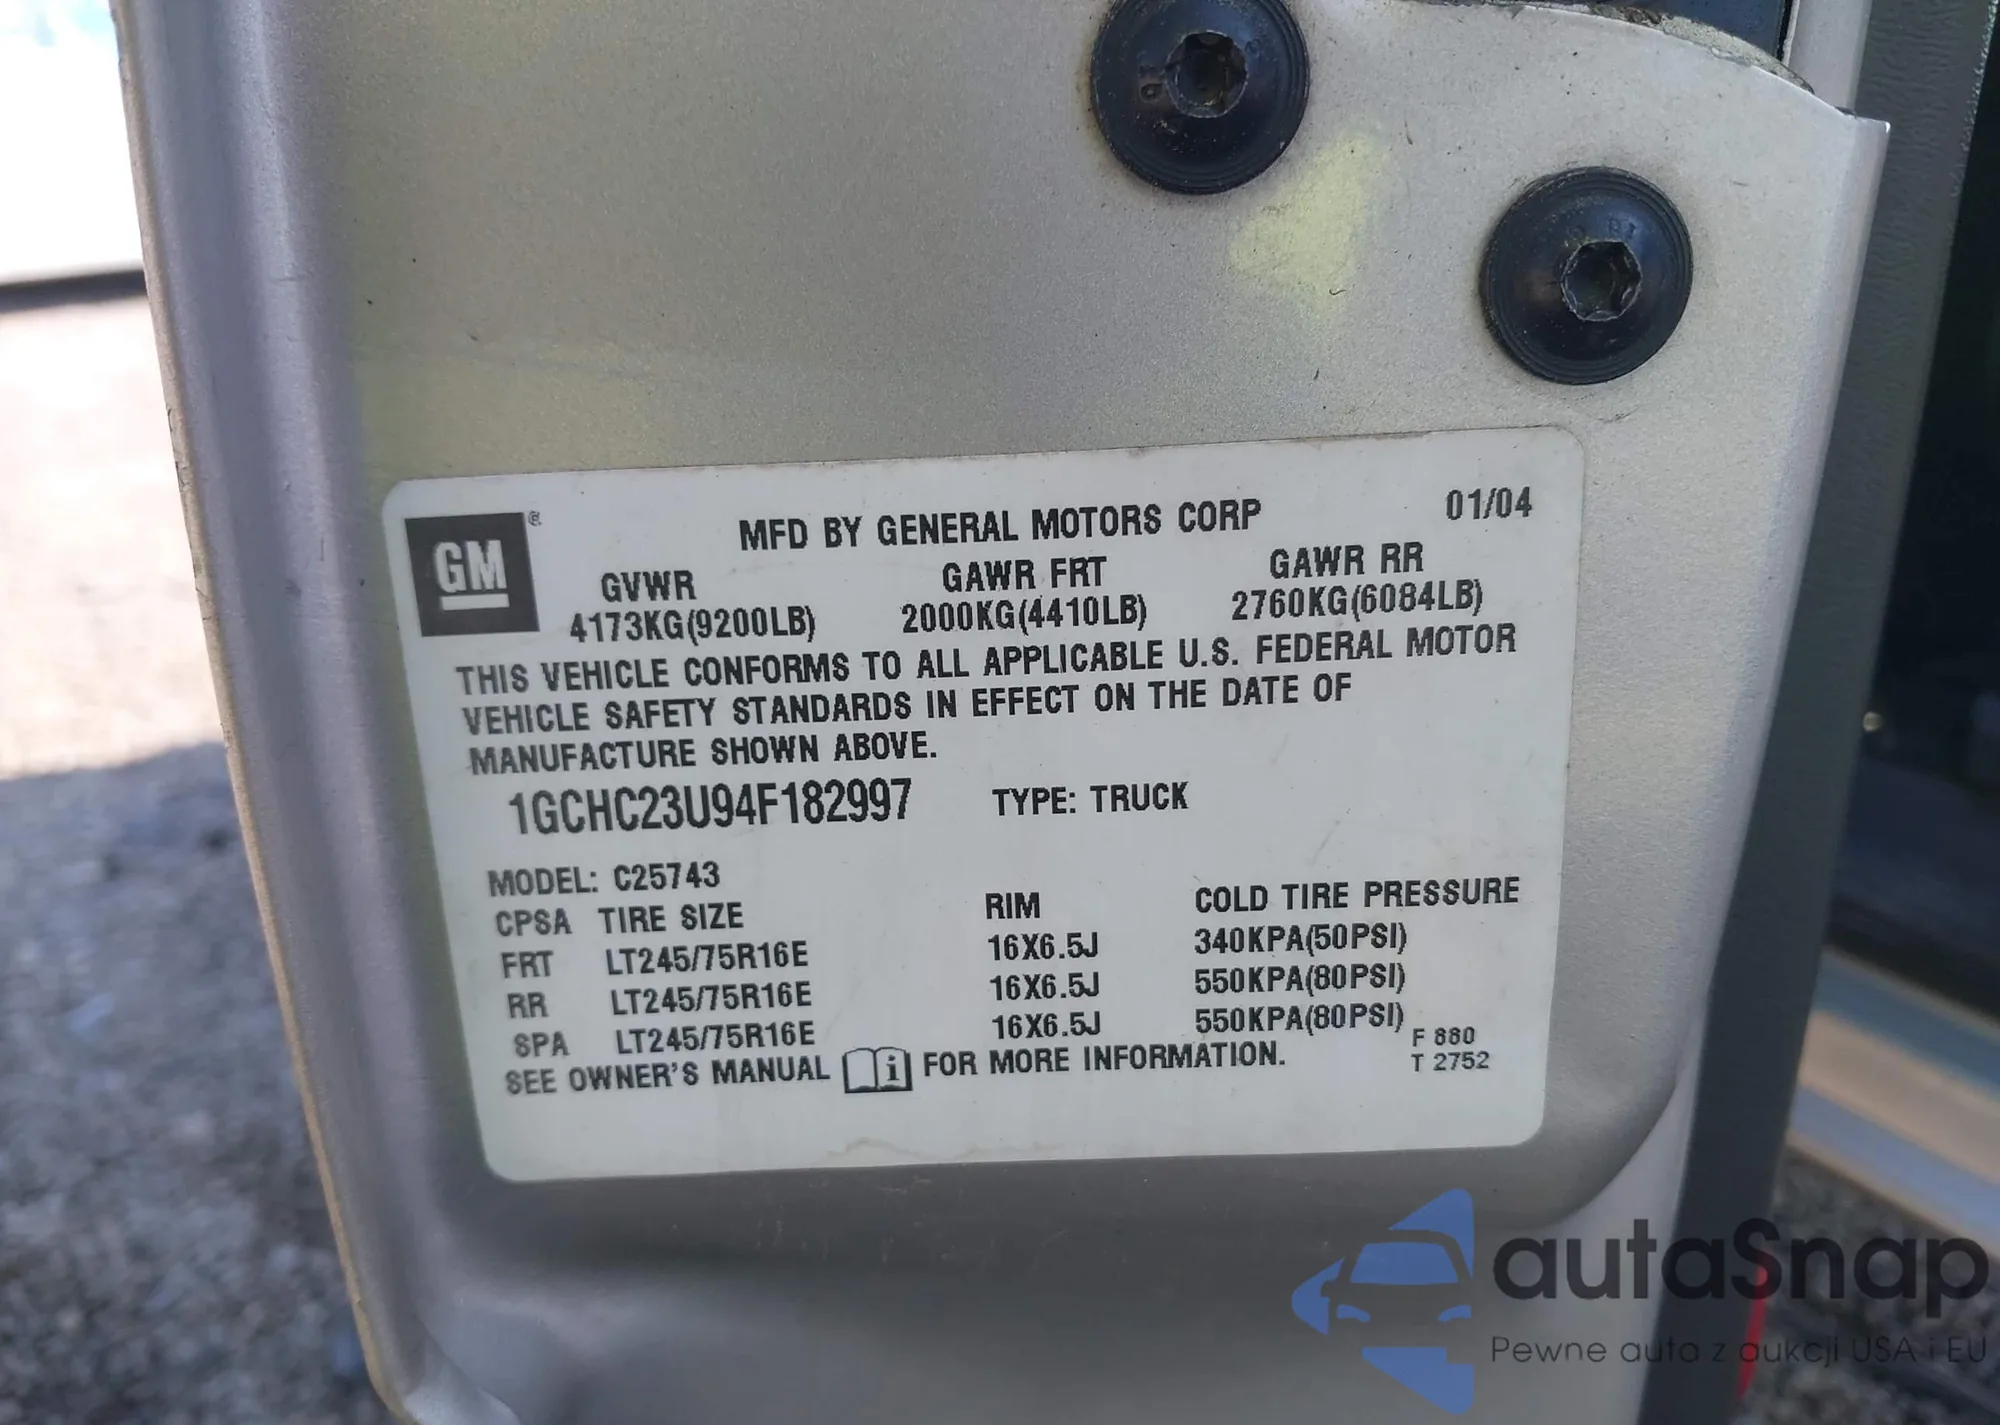 MFD BY GENERAL MOTORS CORP 01/04
GM ®
GVWR GAWR FRT GAWR RR
4173KG(9200LB) 2000KG(4410LB) 2760KG(6084LB)
THIS VEHICLE CONFORMS TO ALL APPLICABLE U.S. FEDERAL MOTOR
VEHICLE SAFETY STANDARDS IN EFFECT ON THE DATE OF
MANUFACTURE SHOWN ABOVE.
1GCHC23U94F182997 TYPE: TRUCK
MODEL: C25743
CPSA TIRE SIZE RIM COLD TIRE PRESSURE
FRT LT245/75R16E 16X6.5J 340KPA(50PSI)
RR LT245/75R16E 16X6.5J 550KPA(80PSI)
SPA LT245/75R16E 16X6.5J 550KPA(80PSI)
SEE OWNER'S MANUAL i FOR MORE INFORMATION.
F 860
T 2752
autaSnap
Pewne auta z aukcji USA i EU